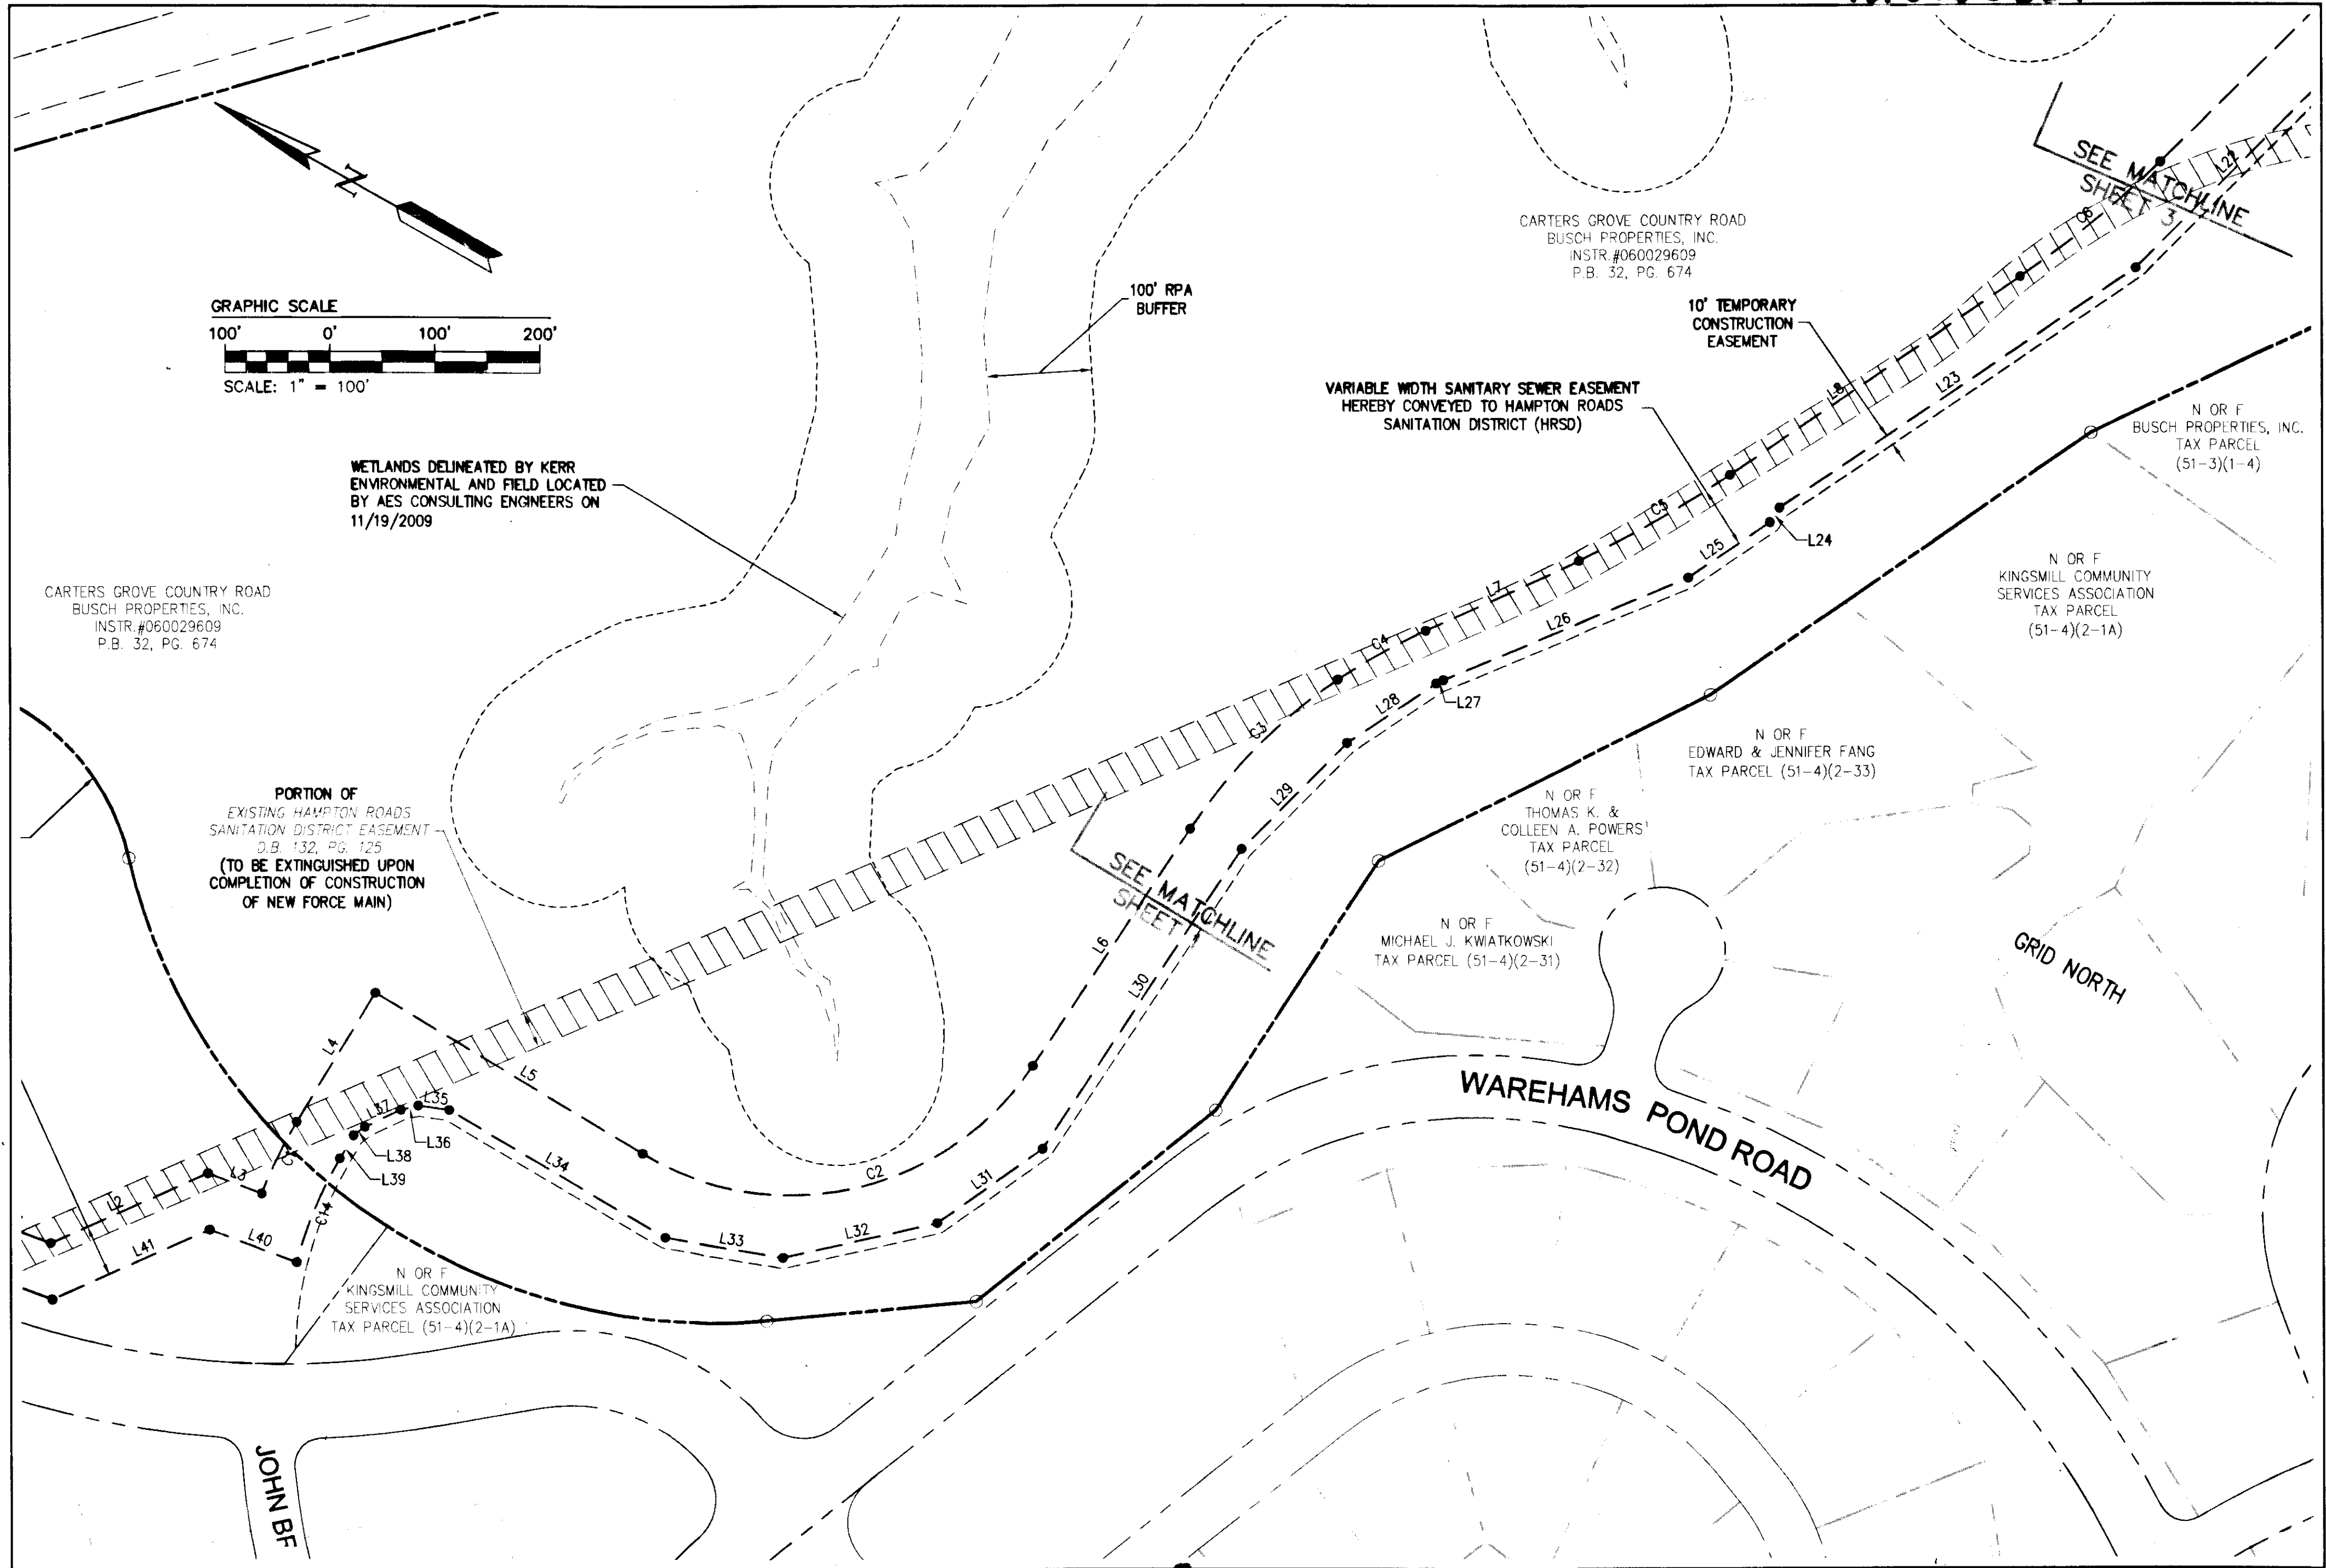 SEE MATCHLINE
SHEET 3
L22
C6
CARTERS GROVE COUNTRY ROAD
BUSCH PROPERTIES, INC.
INSTR.#060029609
P.B. 32, PG. 674
N
GRAPHIC SCALE
100' 0' 100' 200'
SCALE: 1" = 100'
100' RPA
BUFFER
10' TEMPORARY
CONSTRUCTION
EASEMENT
L8
L23
VARIABLE WIDTH SANITARY SEWER EASEMENT
HEREBY CONVEYED TO HAMPTON ROADS
SANITATION DISTRICT (HRSD)
N OR F
BUSCH PROPERTIES, INC.
TAX PARCEL
(51-3)(1-4)
WETLANDS DELINEATED BY KERR
ENVIRONMENTAL AND FIELD LOCATED
BY AES CONSULTING ENGINEERS ON
11/19/2009
C5
L25
L24
N OR F
KINGSMILL COMMUNITY
SERVICES ASSOCIATION
TAX PARCEL
(51-4)(2-1A)
CARTERS GROVE COUNTRY ROAD
BUSCH PROPERTIES, INC.
INSTR.#060029609
P.B. 32, PG. 674
L7
L26
C4
L28
L27
C3
N OR F
EDWARD & JENNIFER FANG
TAX PARCEL (51-4)(2-33)
PORTION OF
EXISTING HAMPTON ROADS
SANITATION DISTRICT EASEMENT
D.B. 132, PG. 125
(TO BE EXTINGUISHED UPON
COMPLETION OF CONSTRUCTION
OF NEW FORCE MAIN)
L29
N OR F
THOMAS K. &
COLLEEN A. POWERS
TAX PARCEL
(51-4)(2-32)
SEE MATCHLINE
SHEET
L6
L30
N OR F
MICHAEL J. KWIATKOWSKI
TAX PARCEL (51-4)(2-31)
GRID NORTH
L4
L5
L37
L35
L36
L38
L39
L34
C2
L31
L3
L2
C14
L33
L32
L41
L40
WAREHAMS POND ROAD
N OR F
KINGSMILL COMMUNITY
SERVICES ASSOCIATION
TAX PARCEL (51-4)(2-1A)
JOHN BF